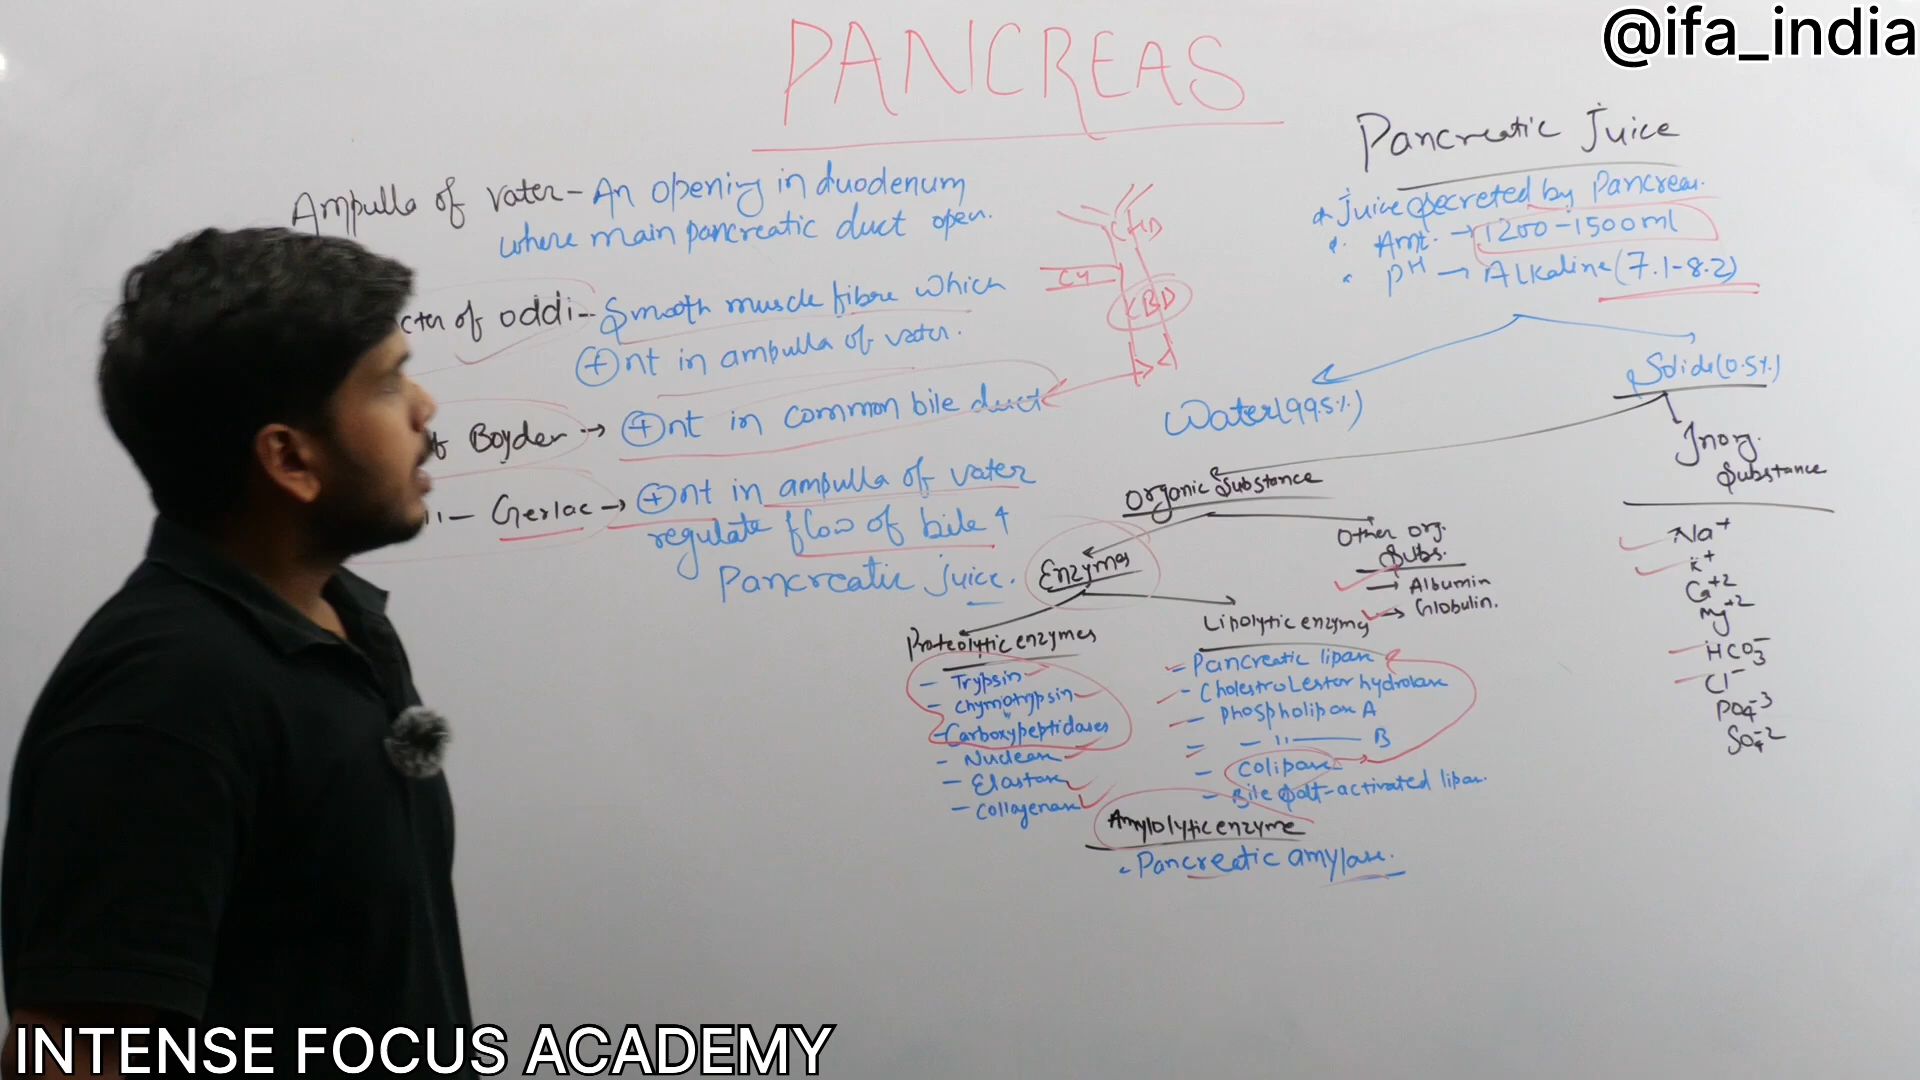 @ifa_india
PANCREAS
Ampulla of Vater - An opening in duodenum
where main pancreatic duct open.
cter of oddi - Smooth muscle fibre which
⊕nt in ampulla of vater.
of Boyden → ⊕nt in common bile duct
11 - Gerlac → ⊕nt in ampulla of vater
regulate flow of bile &
Pancreatic juice.
CHD
CY
CBD
Pancreatic Juice
* Juice secreted by Pancreas.
Amt. → 1200-1500ml
PH → Alkaline (7.1-8.2)
Water (99.5%)
Solids (0.5%)
Organic Substance
Inorg.
Substance
Enzymes
Other org.
Subs.
→ Albumin
→ Globulin.
Proteolytic enzymes
- Trypsin
- Chymotrypsin
- Carboxypeptidases
- Nuclease
- Elastase
- Collagenase
Lipolytic enzyme
- Pancreatic lipase
- Cholestrol ester hydrolase
- Phospholipase A
- -11- B
- Colipase
- Bile Salt-activated lipase.
Amylolytic enzyme
Pancreatic amylase.
Na+
K+
Ca+2
Mg+2
HCO3-
Cl-
PO4-3
SO4-2
INTENSE FOCUS ACADEMY